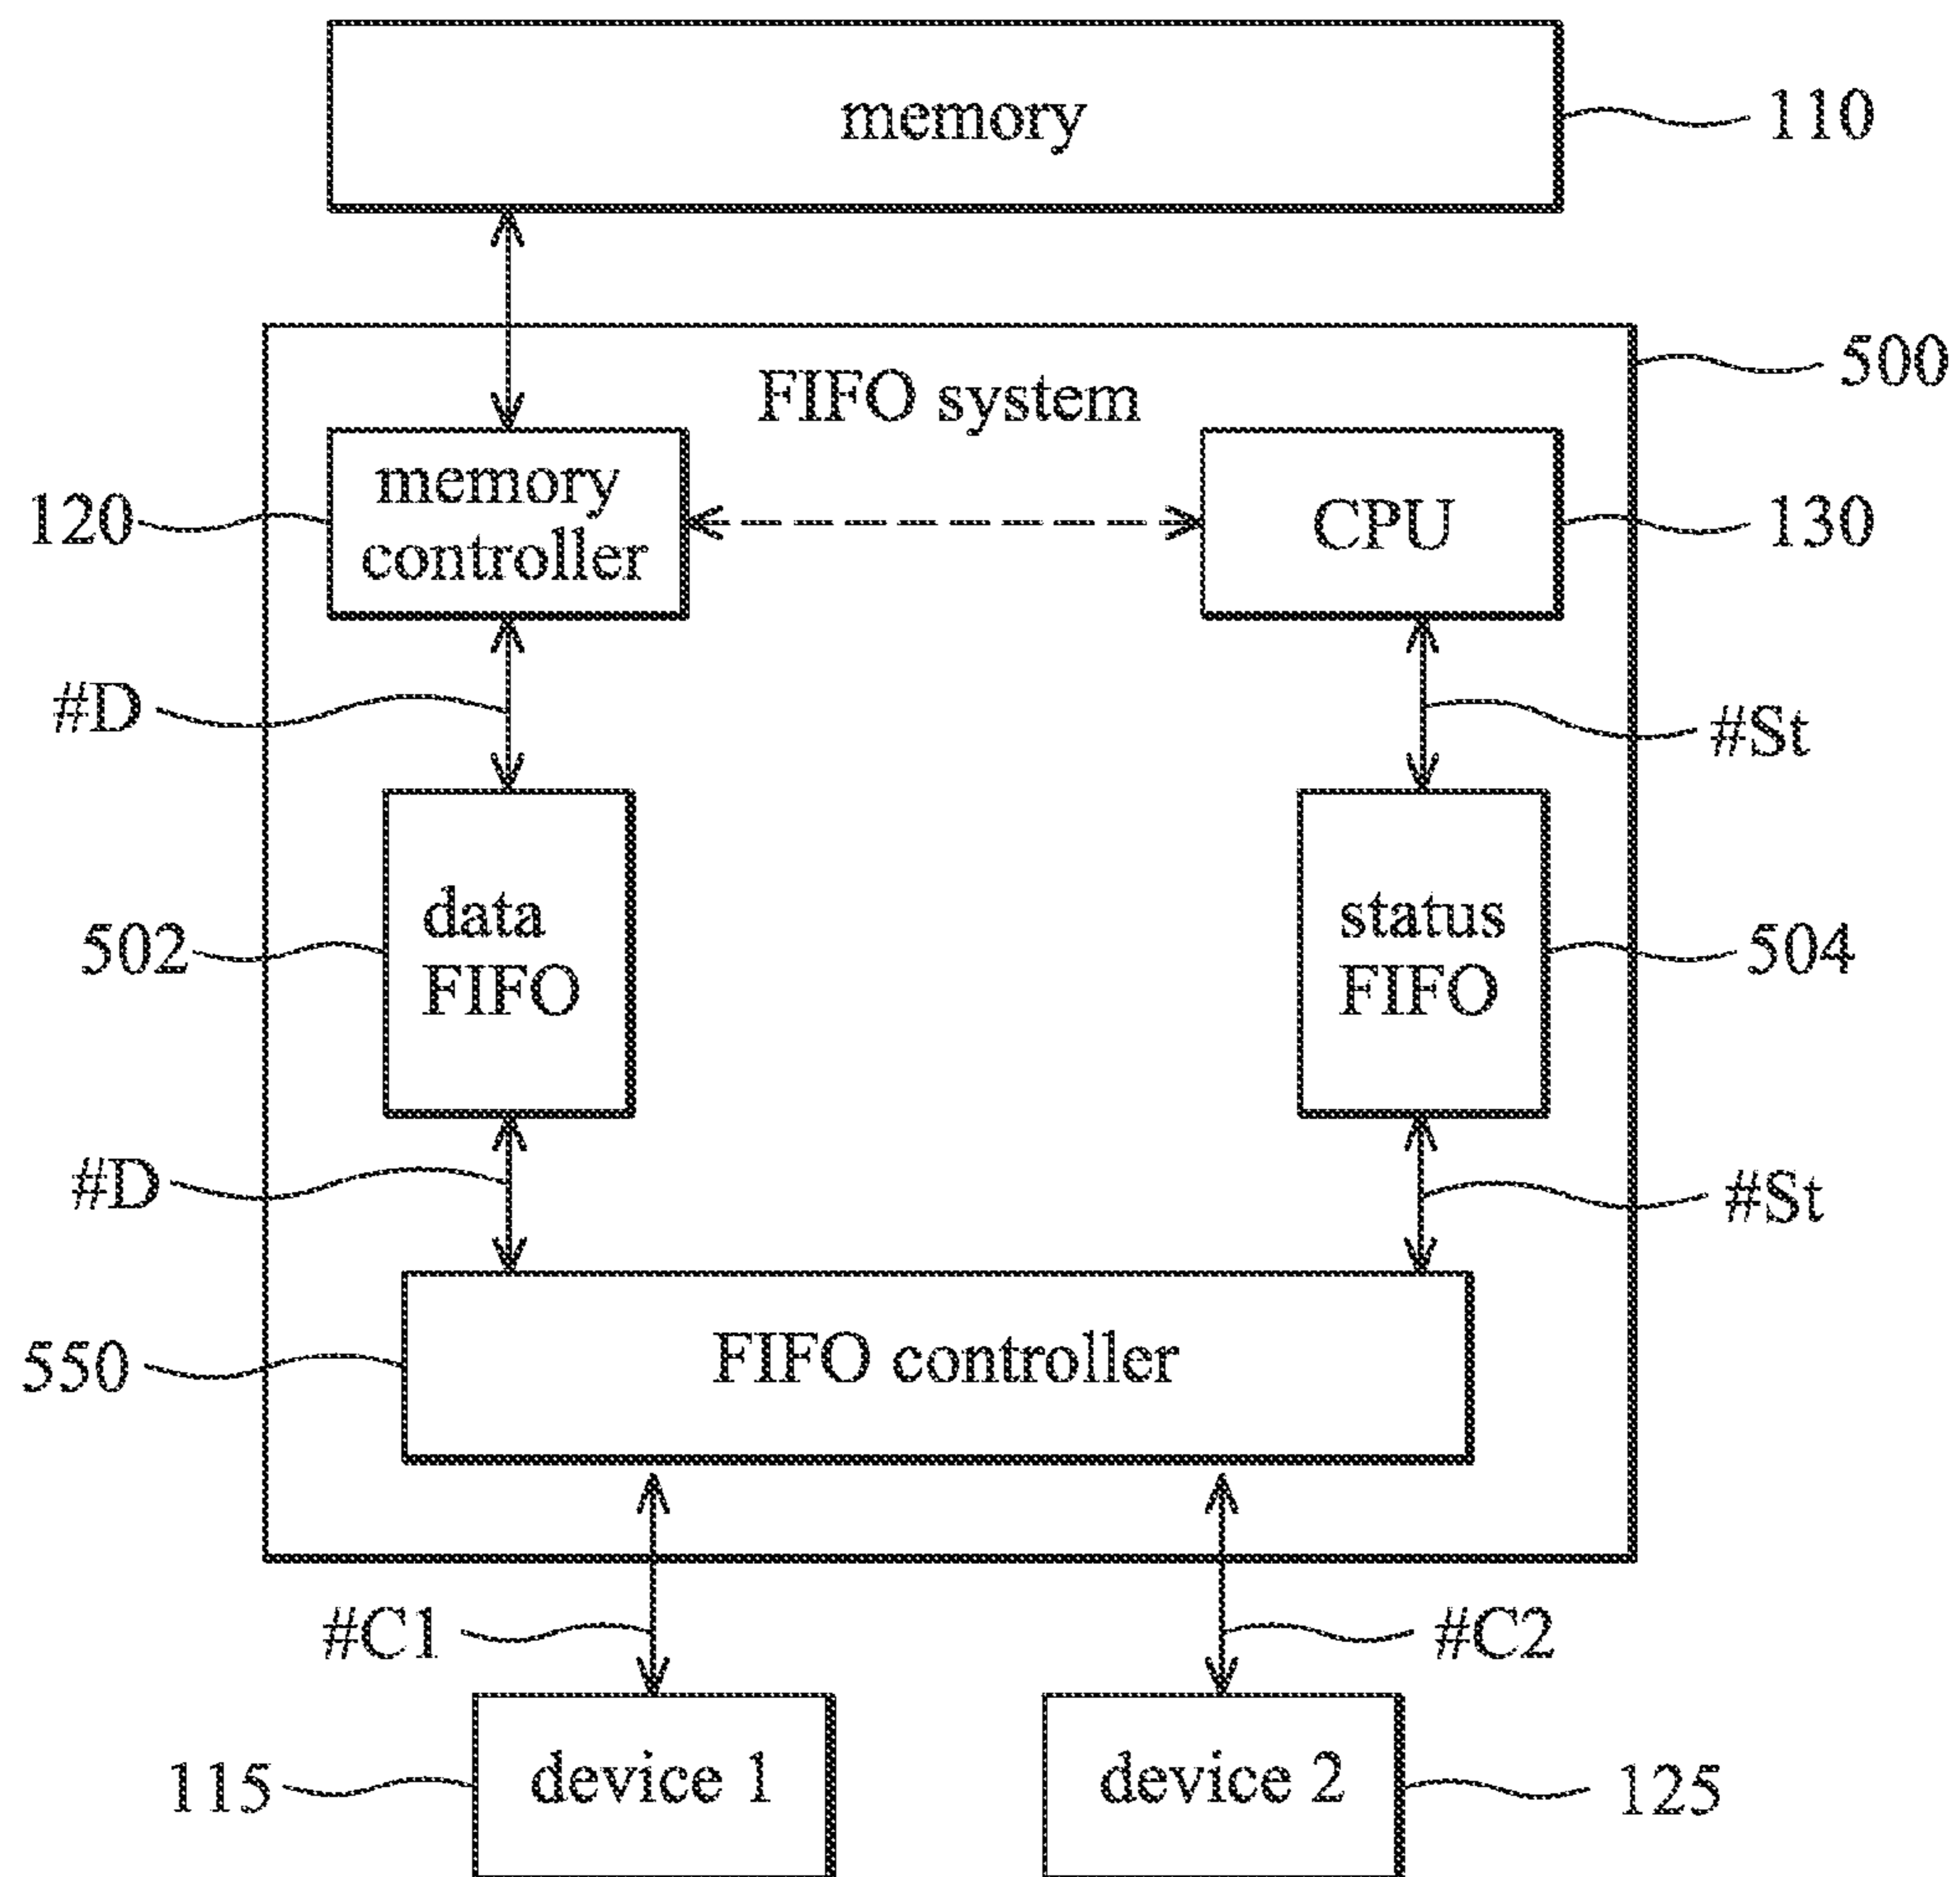 memory
110
500
FIFO system
memory
controller
120
CPU
130
#D
#St
data
FIFO
502
status
FIFO
504
#D
#St
FIFO controller
550
#C1
#C2
device 1
115
device 2
125